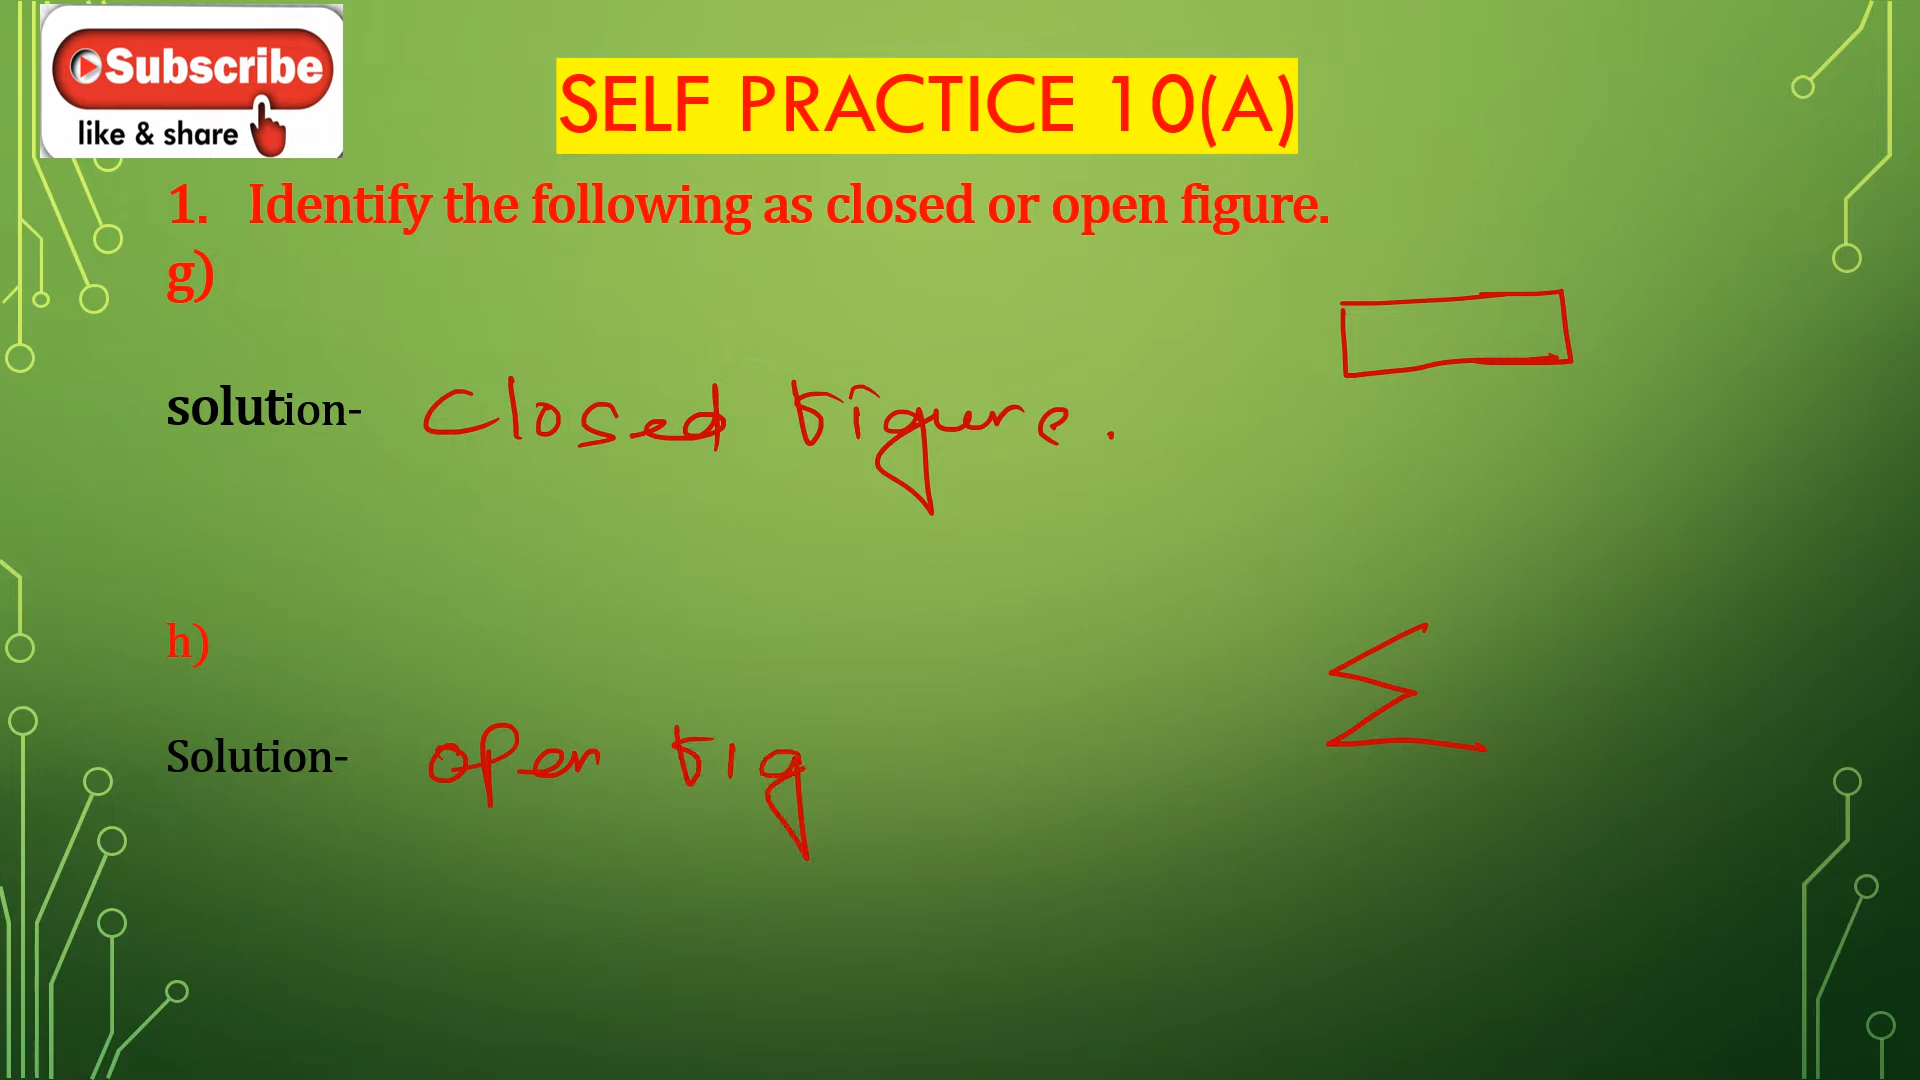 Subscribe
like & share
SELF PRACTICE 10(A)
1. Identify the following as closed or open figure.
g)
solution- Closed figure.
h)
Solution- open fig